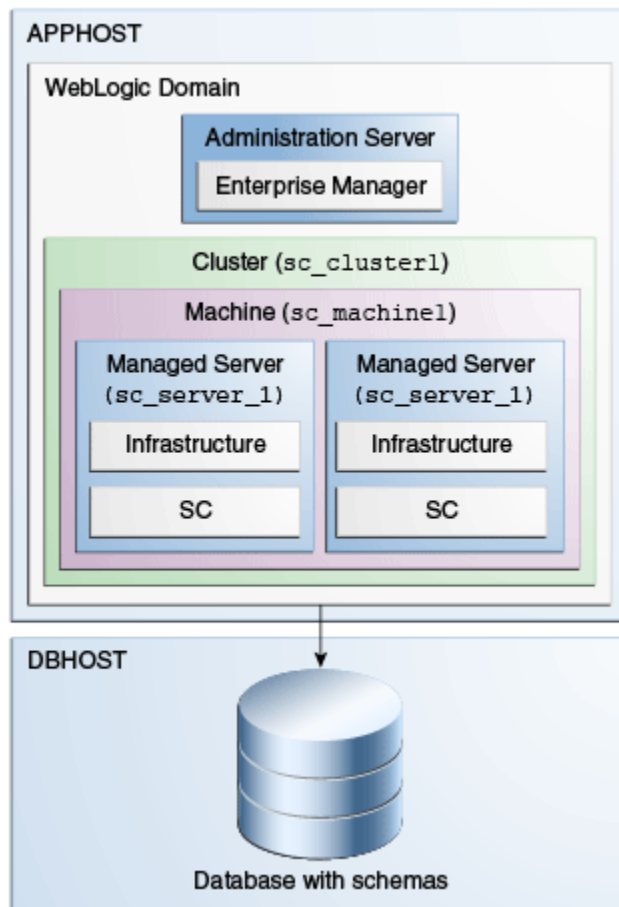 APPHOST
WebLogic Domain
Administration Server
Enterprise Manager
Cluster (sc_cluster1)
Machine (sc_machine1)
Managed Server
(sc_server_1)
Infrastructure
SC
Managed Server
(sc_server_1)
Infrastructure
SC
DBHOST
Database with schemas